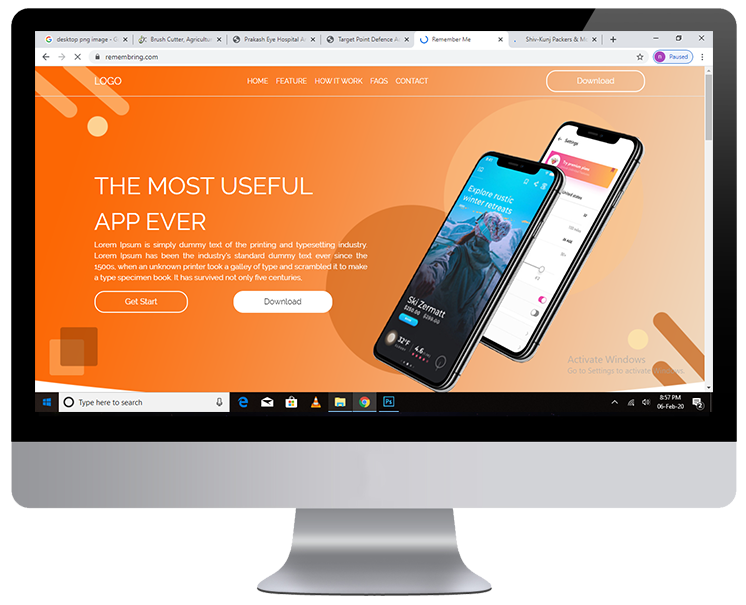 desktop png image - G
Brush Cutter, Agricultu
Prakash Eye Hospital As
Target Point Defence A
Remember Me
Shiv-Kunj Packers & M
remembring.com
Paused
LOGO
HOME FEATURE HOW IT WORK FAQS CONTACT
Download
THE MOST USEFUL
APP EVER
Lorem Ipsum is simply dummy text of the printing and typesetting industry.
Lorem Ipsum has been the industry's standard dummy text ever since the
1500s, when an unknown printer took a galley of type and scrambled it to make
a type specimen book. It has survived not only five centuries,
Get Start
Download
Settings
Try premium plan
Explore rustic
winter retreats
Ski Zermatt
32°F
4.6
Activate Windows
Go to Settings to activate Windows.
Type here to search
8:57 PM
06-Feb-20